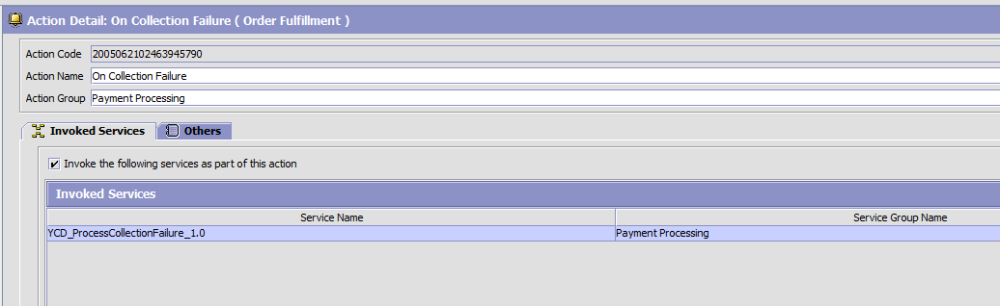 Action Detail: On Collection Failure ( Order Fulfillment )
Action Code 2005062102463945790
Action Name On Collection Failure
Action Group Payment Processing
Invoked Services Others
Invoke the following services as part of this action
Invoked Services
Service Name Service Group Name
YCD_ProcessCollectionFailure_1.0 Payment Processing